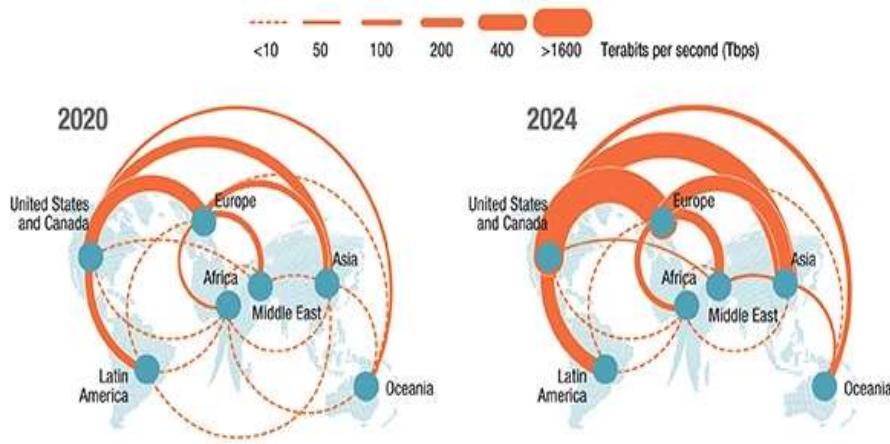 <10 50 100 200 400 >1600 Terabits per second (Tbps)
2020
United States
and Canada
Europe
Africa
Asia
Middle East
Latin
America
Oceania
2024
United States
and Canada
Europe
Africa
Asia
Middle East
Latin
America
Oceania